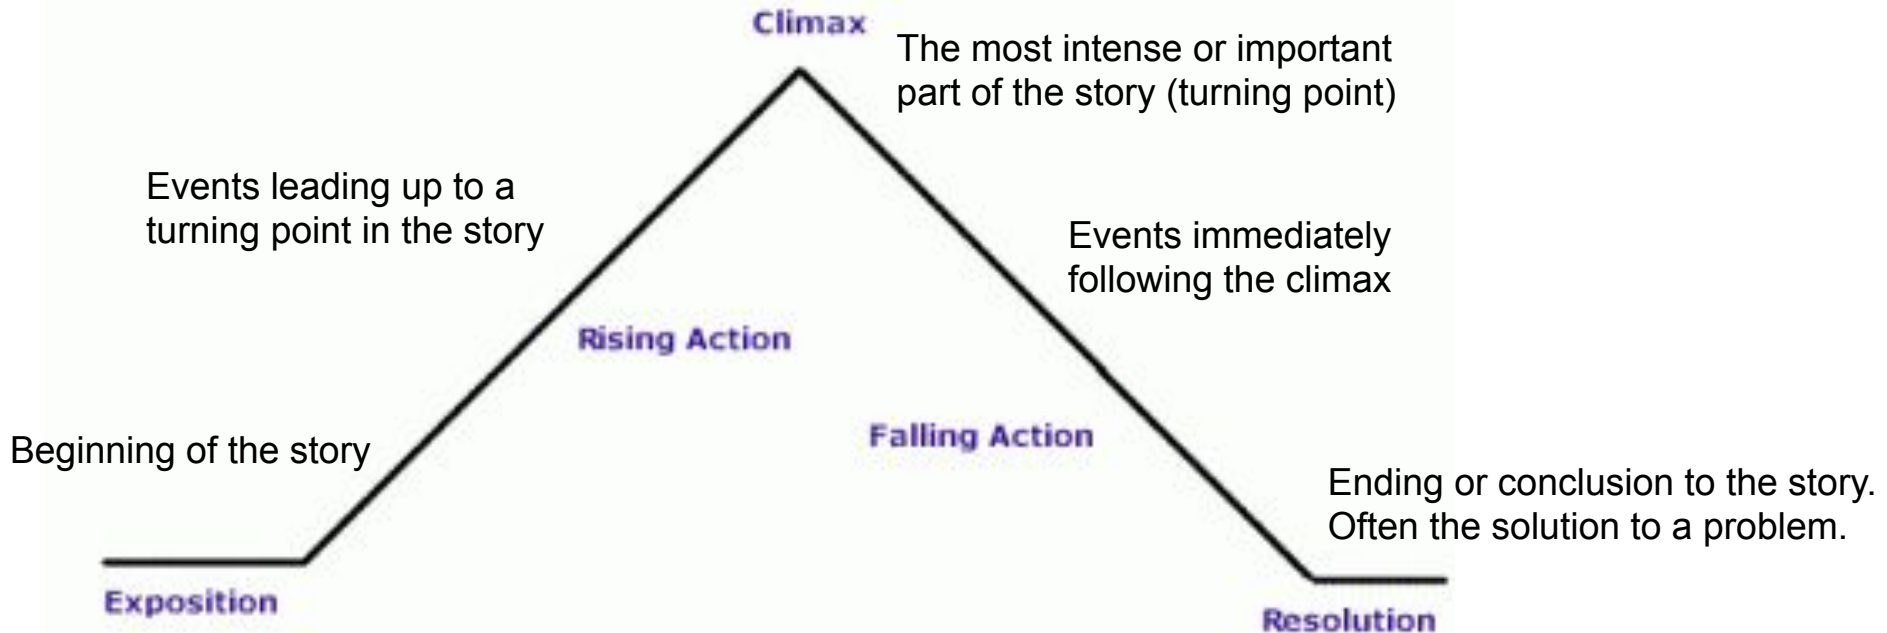 Climax
The most intense or important
part of the story (turning point)
Events leading up to a
turning point in the story
Events immediately
following the climax
Rising Action
Falling Action
Beginning of the story
Ending or conclusion to the story.
Often the solution to a problem.
Exposition
Resolution